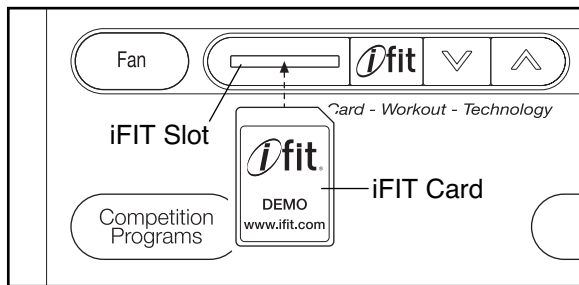 Fan
ifit
iFIT Slot
Card - Workout - Technology
ifit.
iFIT Card
DEMO
www.ifit.com
Competition
Programs